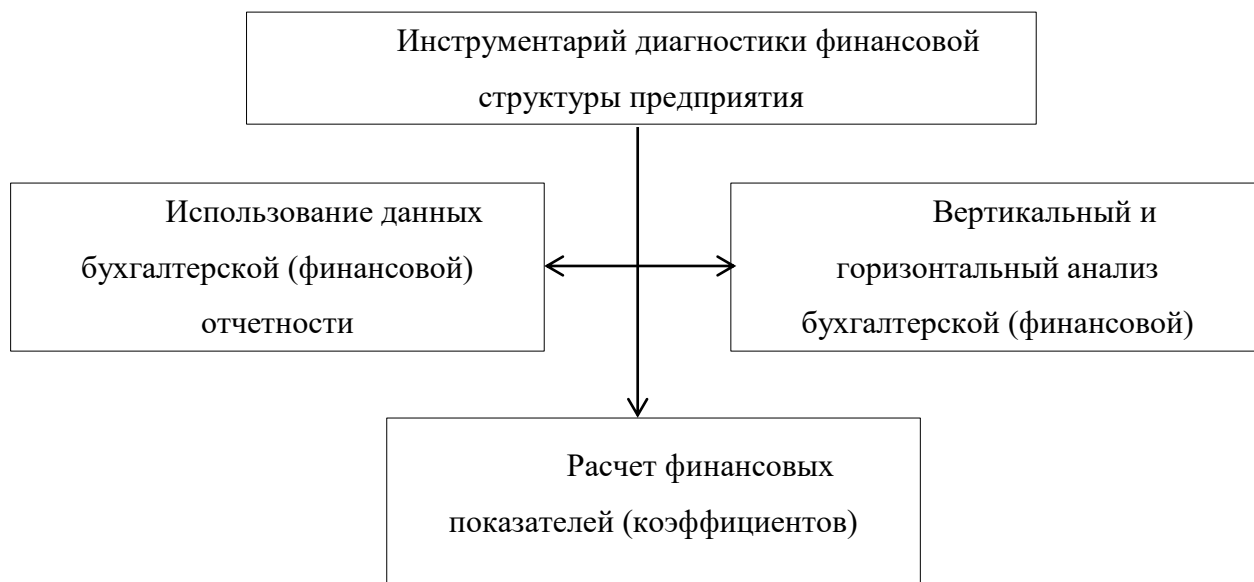 Инструментарий диагностики финансовой
структуры предприятия
Использование данных
бухгалтерской (финансовой)
отчетности
Вертикальный и
горизонтальный анализ
бухгалтерской (финансовой)
Расчет финансовых
показателей (коэффициентов)